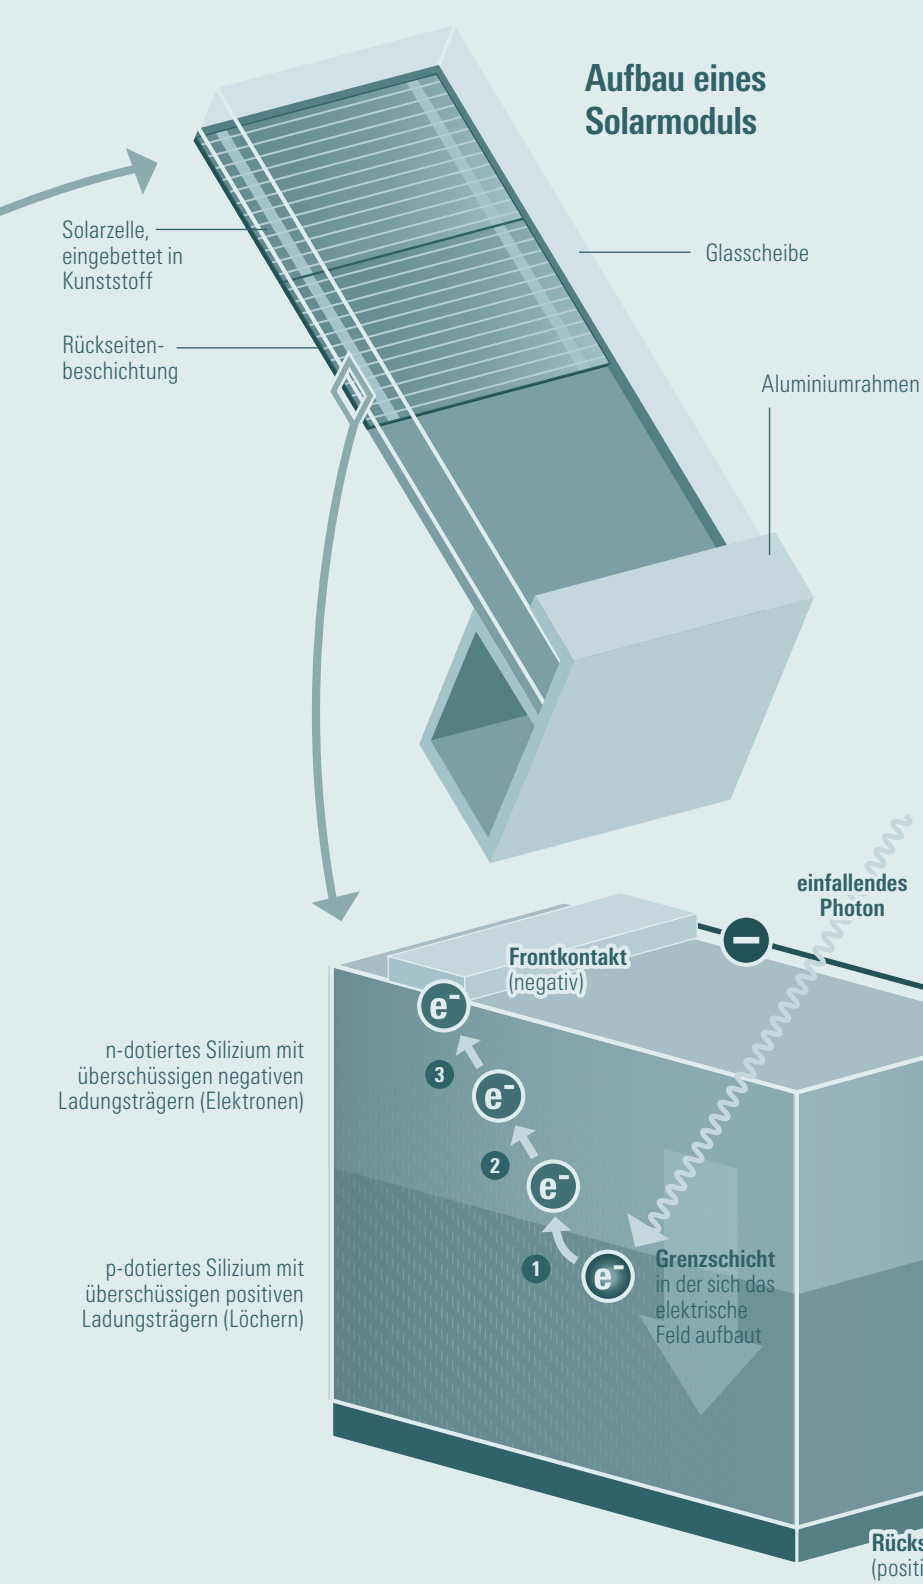 Aufbau eines
Solarmoduls
Solarzelle,
eingebettet in
Kunststoff
Glasscheibe
Rückseiten-
beschichtung
Aluminiumrahmen
einfallendes
Photon
Frontkontakt
(negativ)
e-
n-dotiertes Silizium mit
überschüssigen negativen
Ladungsträgern (Elektronen)
3
e-
2
e-
p-dotiertes Silizium mit
überschüssigen positiven
Ladungsträgern (Löchern)
1
e-
Grenzschicht
in der sich das
elektrische
Feld aufbaut